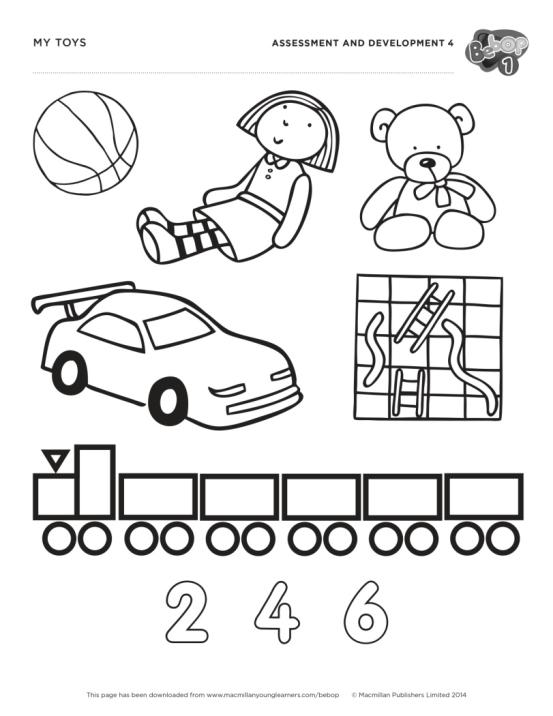 MY TOYS
ASSESSMENT AND DEVELOPMENT 4
Bebop
1
2 4 6
This page has been downloaded from www.macmillanyounglearners.com/bebop © Macmillan Publishers Limited 2014